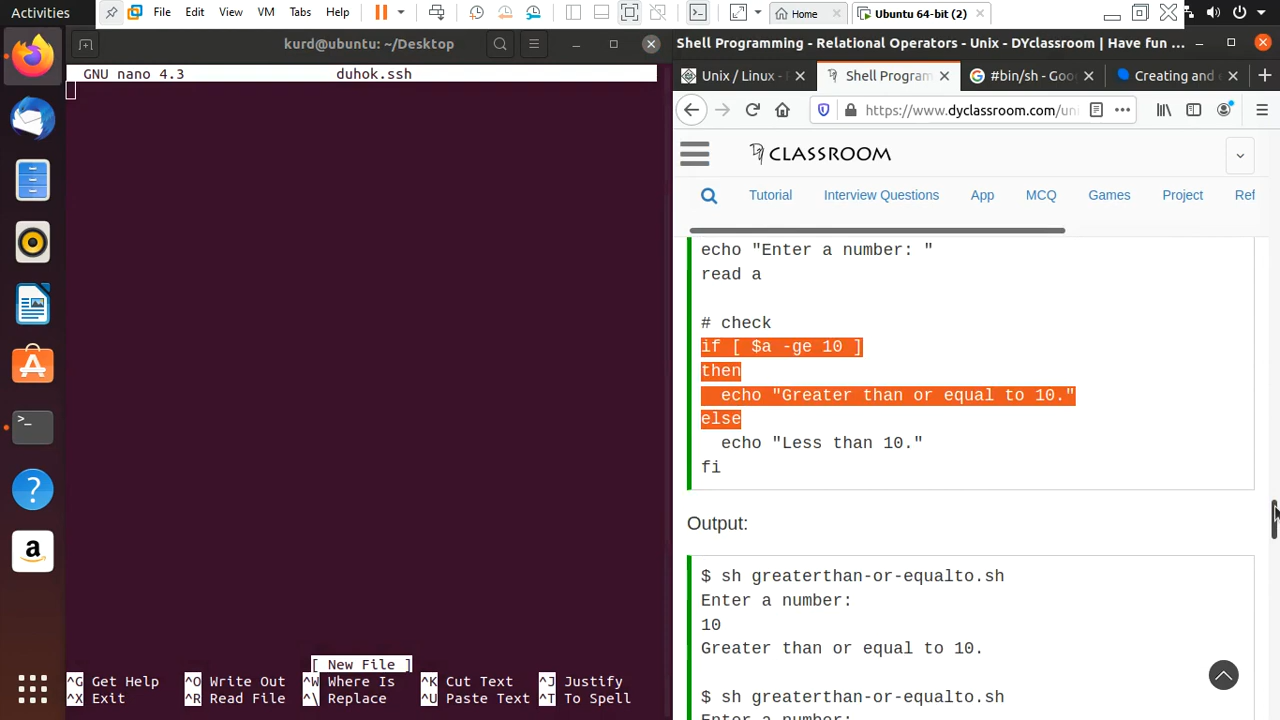 Activities
File Edit View VM Tabs Help
Home
Ubuntu 64-bit (2)
kurd@ubuntu: ~/Desktop
GNU nano 4.3 duhok.ssh
[ New File ]
^G Get Help ^O Write Out ^W Where Is ^K Cut Text ^J Justify
^X Exit ^R Read File ^\ Replace ^U Paste Text ^T To Spell
Shell Programming - Relational Operators - Unix - DYclassroom | Have fun ...
Unix / Linux - Shell Program #bin/sh - Goo Creating and
https://www.dyclassroom.com/uni
CLASSROOM
Tutorial Interview Questions App MCQ Games Project Ref
echo "Enter a number: "
read a
# check
if [ $a -ge 10 ]
then
echo "Greater than or equal to 10."
else
echo "Less than 10."
fi
Output:
$ sh greaterthan-or-equalto.sh
Enter a number:
10
Greater than or equal to 10.
$ sh greaterthan-or-equalto.sh
Enter a number: